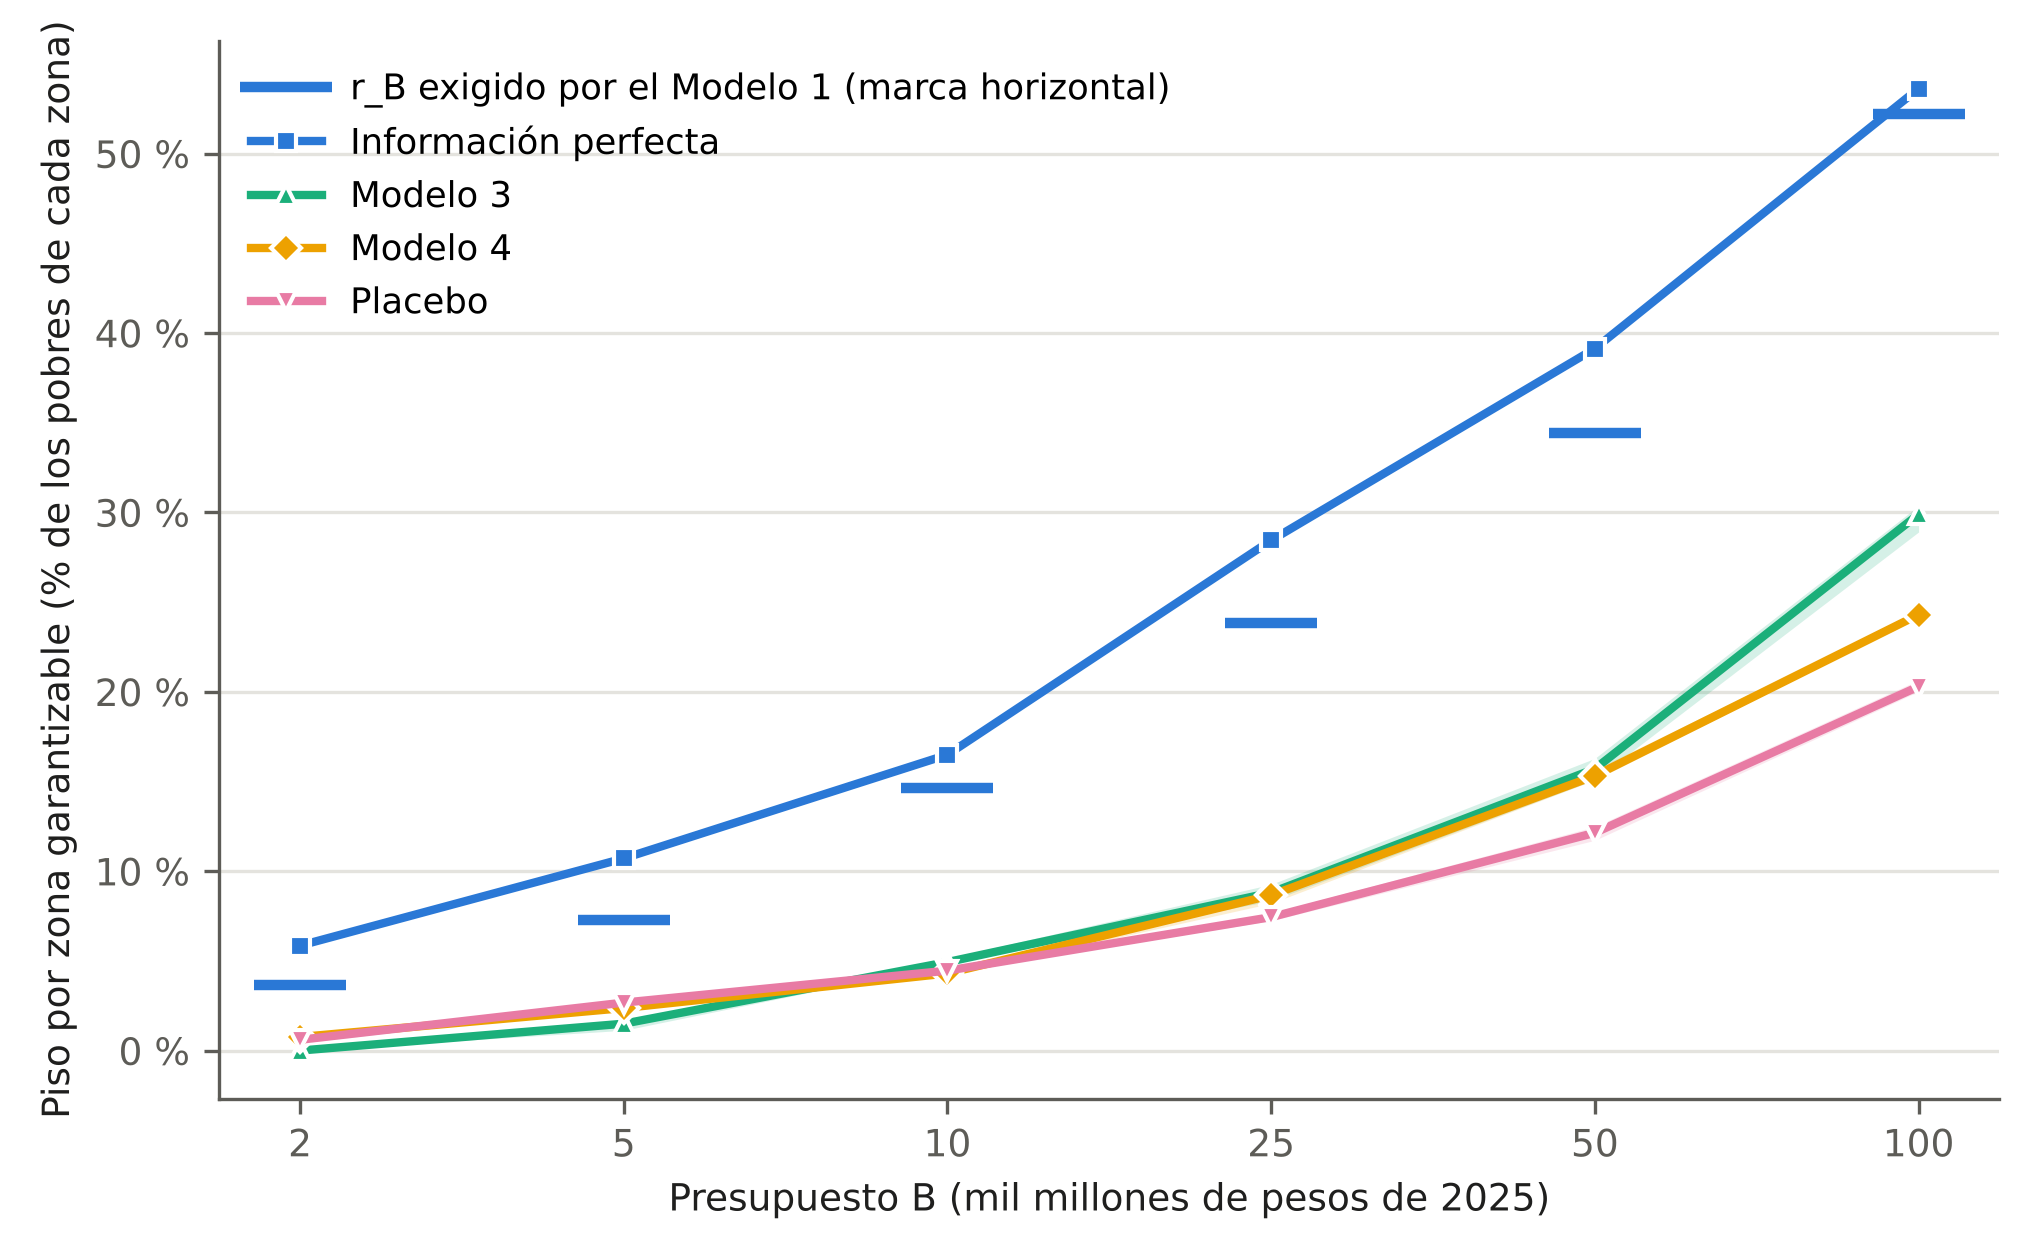 Piso por zona garantizable (% de los pobres de cada zona)
r_B exigido por el Modelo 1 (marca horizontal)
Información perfecta
Modelo 3
Modelo 4
Placebo
50 %
40 %
30 %
20 %
10 %
0 %
2 5 10 25 50 100
Presupuesto B (mil millones de pesos de 2025)